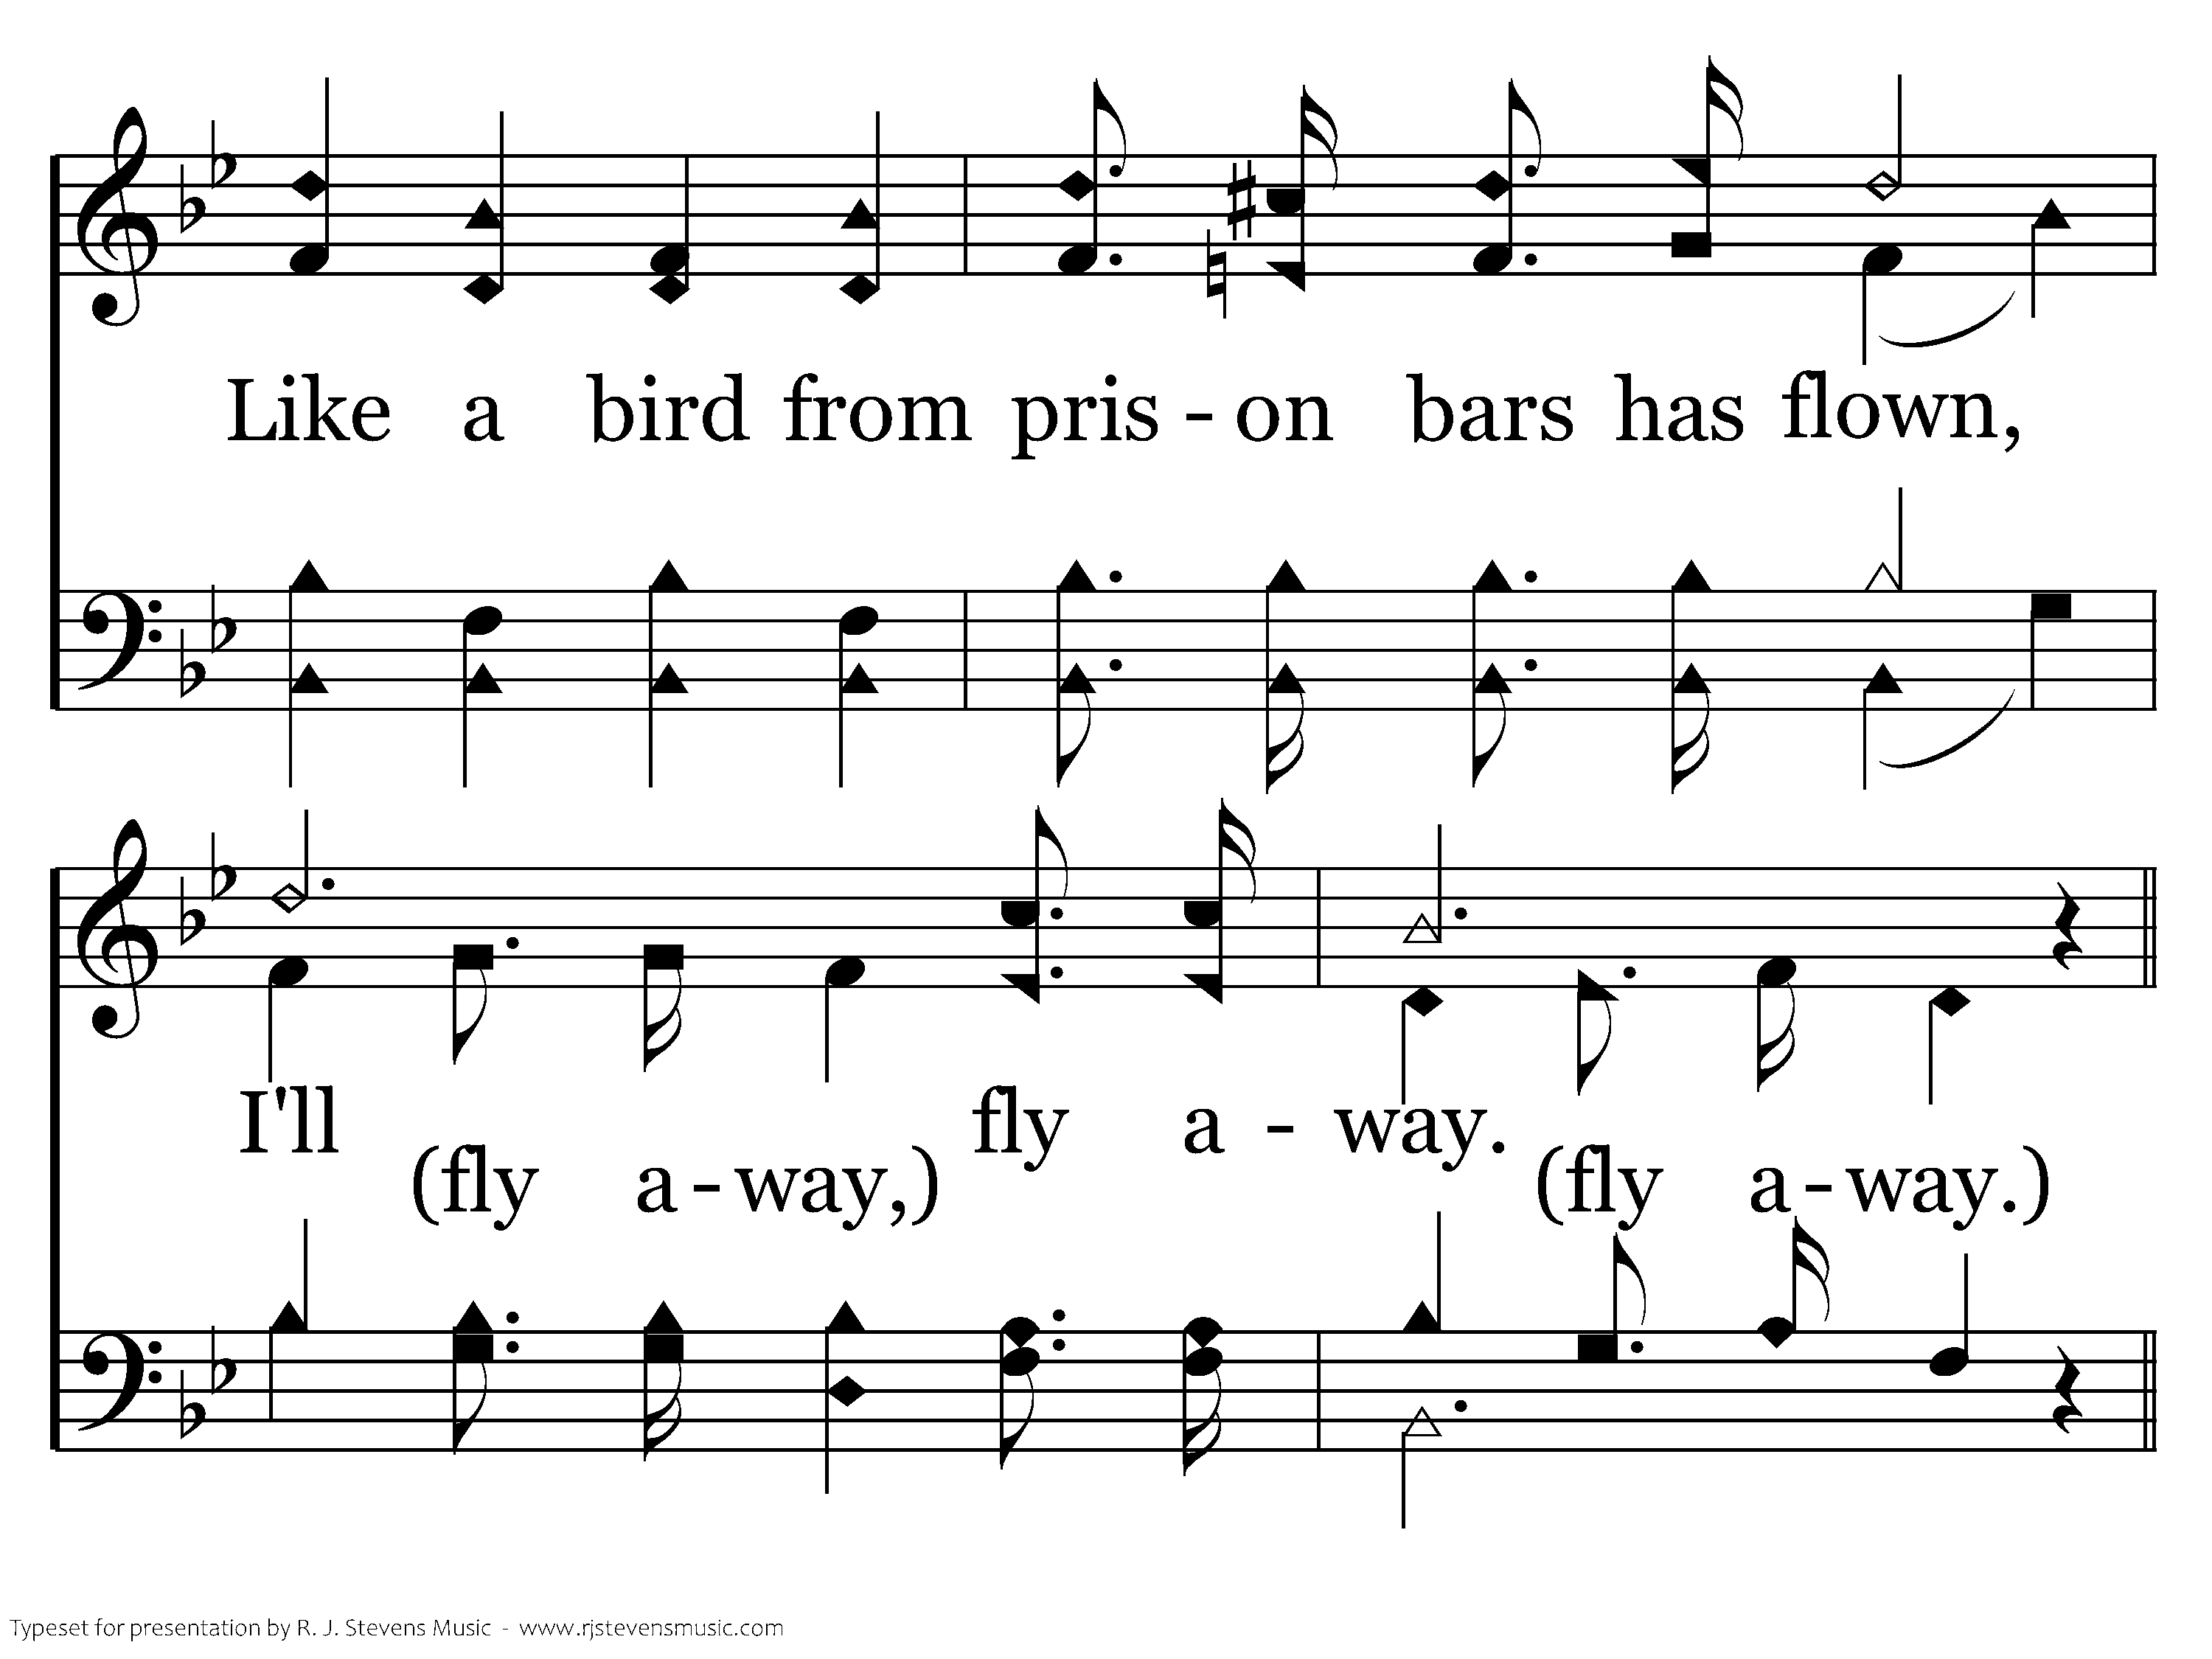 Like a bird from pris - on bars has flown,
I'll fly a - way.
(fly a - way,) (fly a - way.)
Typeset for presentation by R. J. Stevens Music - www.rjstevensmusic.com